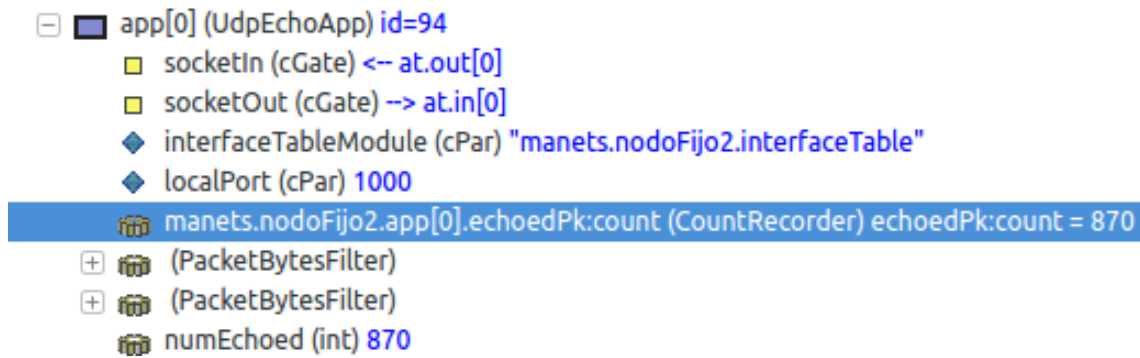 app[0] (UdpEchoApp) id=94
socketIn (cGate) <-- at.out[0]
socketOut (cGate) --> at.in[0]
interfaceTableModule (cPar) "manets.nodoFijo2.interfaceTable"
localPort (cPar) 1000
manets.nodoFijo2.app[0].echoedPk:count (CountRecorder) echoedPk:count = 870
(PacketBytesFilter)
(PacketBytesFilter)
numEchoed (int) 870